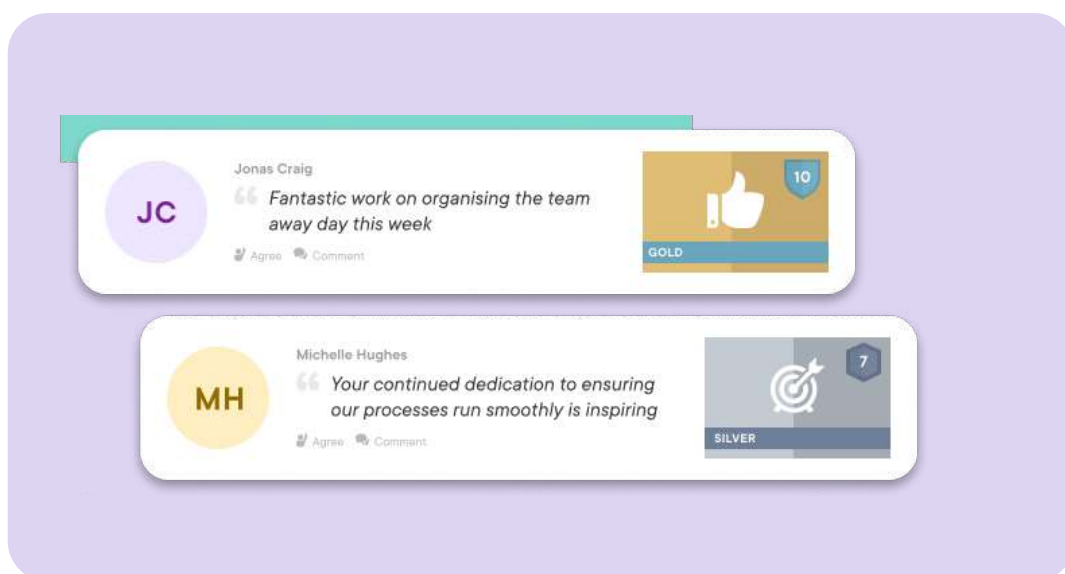 JC
Jonas Craig
Fantastic work on organising the team
away day this week
Agree Comment
10
GOLD
MH
Michelle Hughes
Your continued dedication to ensuring
our processes run smoothly is inspiring
Agree Comment
7
SILVER